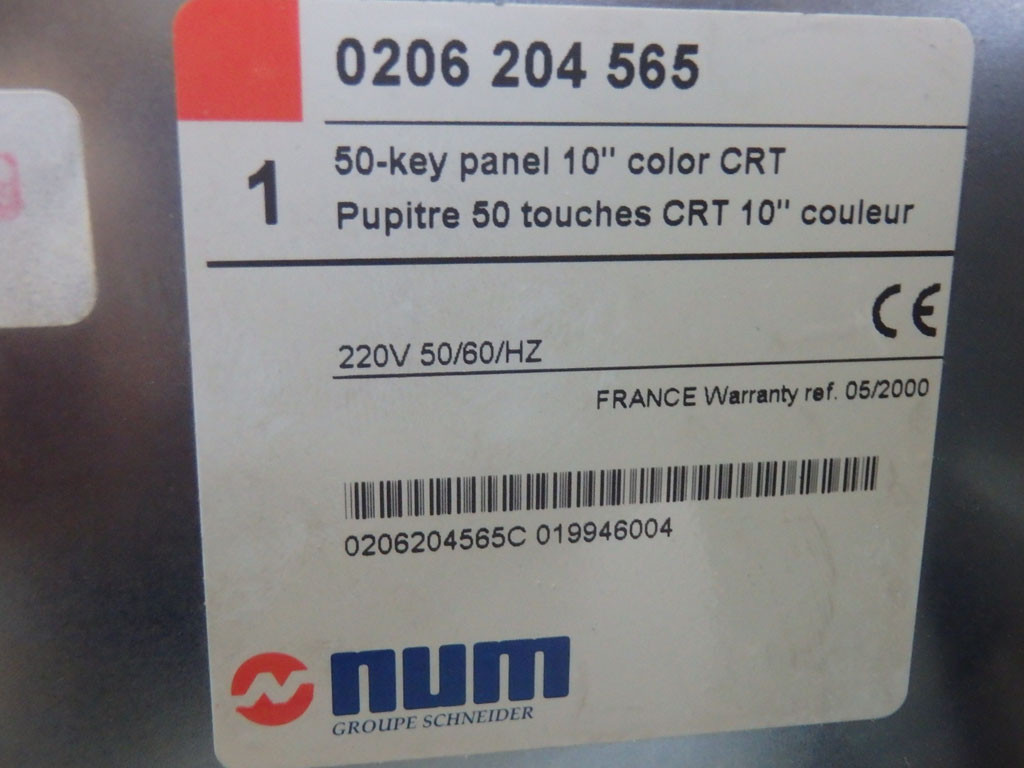 0206 204 565
1
50-key panel 10" color CRT
Pupitre 50 touches CRT 10" couleur
CE
220V 50/60/HZ
FRANCE Warranty ref. 05/2000
0206204565C 019946004
num
GROUPE SCHNEIDER